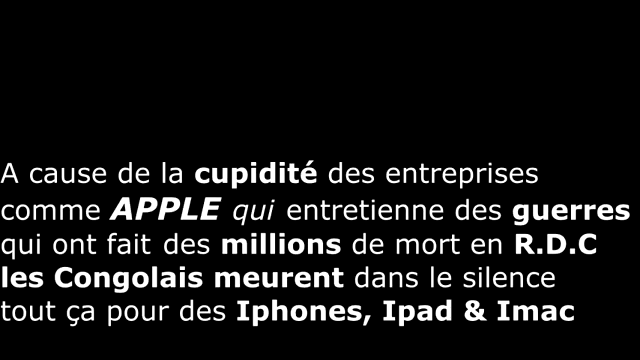 A cause de la cupidité des entreprises
comme APPLE qui entretienne des guerres
qui ont fait des millions de mort en R.D.C
les Congolais meurent dans le silence
tout ça pour des Iphones, Ipad & Imac